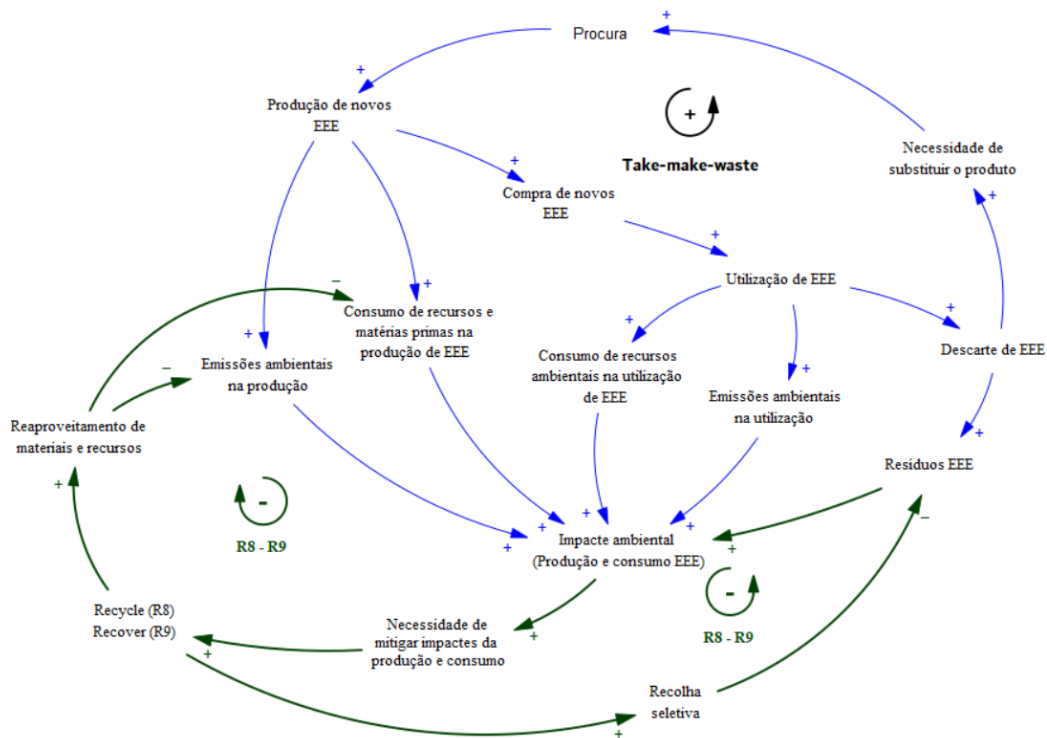 +
Procura
+
Produção de novos
EEE
+
Take-make-waste
Necessidade de
substituir o produto
+
+
Compra de novos
EEE
+
Utilização de EEE
−
+
Consumo de recursos e
matérias primas na
produção de EEE
+
+
Descarte de EEE
+
Emissões ambientais
na produção
−
Consumo de recursos
ambientais na utilização
de EEE
+
Emissões ambientais
na utilização
Reaproveitamento de
materiais e recursos
+
Residuos EEE
+
-
R8 - R9
−
+
+
+
+
+
Impacte ambiental
(Produção e consumo EEE)
+
-
R8 - R9
Recycle (R8)
Recover (R9)
+
Necessidade de
mitigar impactes da
produção e consumo
+
Recolha
seletiva
+